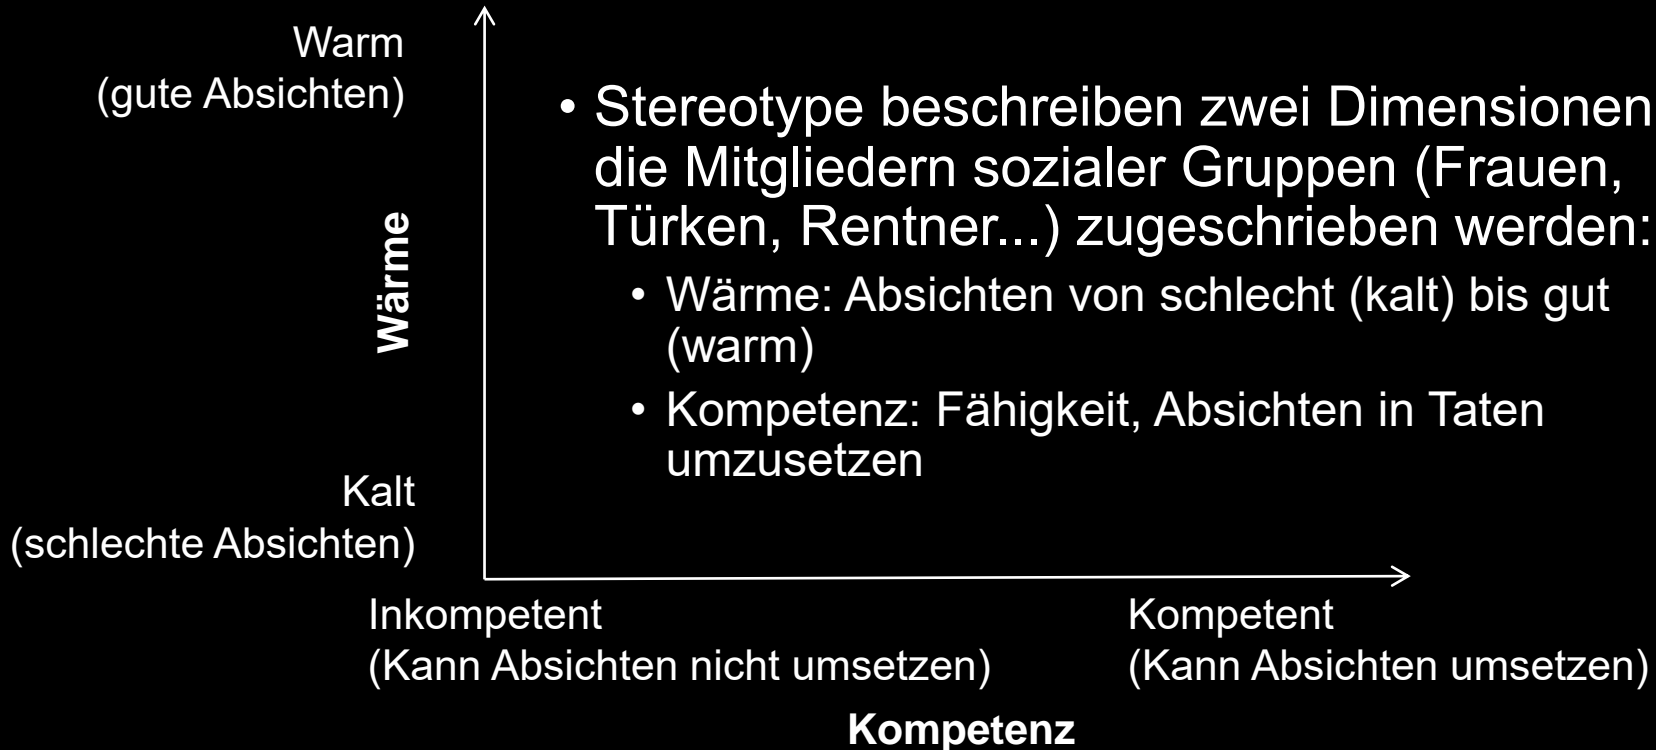 Warm
(gute Absichten)
• Stereotype beschreiben zwei Dimensionen
die Mitgliedern sozialer Gruppen (Frauen,
Türken, Rentner...) zugeschrieben werden:
• Wärme: Absichten von schlecht (kalt) bis gut
(warm)
• Kompetenz: Fähigkeit, Absichten in Taten
umzusetzen
Wärme
Kalt
(schlechte Absichten)
Inkompetent
(Kann Absichten nicht umsetzen)
Kompetent
(Kann Absichten umsetzen)
Kompetenz